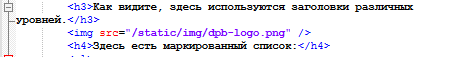 <h3>Как видите, здесь используются заголовки различных
уровней.</h3>
<img src="/static/img/dpb-logo.png" />
<h4>Здесь есть маркированный список:</h4>